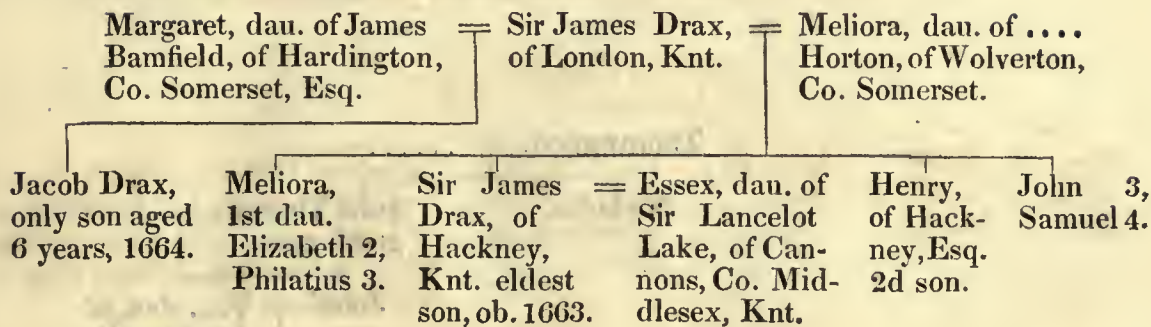 Margaret, dau. of James
Bamfield, of Hardington,
Co. Somerset, Esq.
= Sir James Drax, =
of London, Knt.
Meliora, dau. of ....
Horton, of Wolverton,
Co. Somerset.
Jacob Drax,
only son aged
6 years, 1664.
Meliora,
1st dau.
Elizabeth 2,
Philatius 3.
Sir James =
Drax, of
Hackney,
Knt. eldest
son, ob. 1663.
Essex, dau. of
Sir Lancelot
Lake, of Can-
nons, Co. Mid-
dlesex, Knt.
Henry,
of Hack-
ney, Esq.
2d son.
John 3,
Samuel 4.